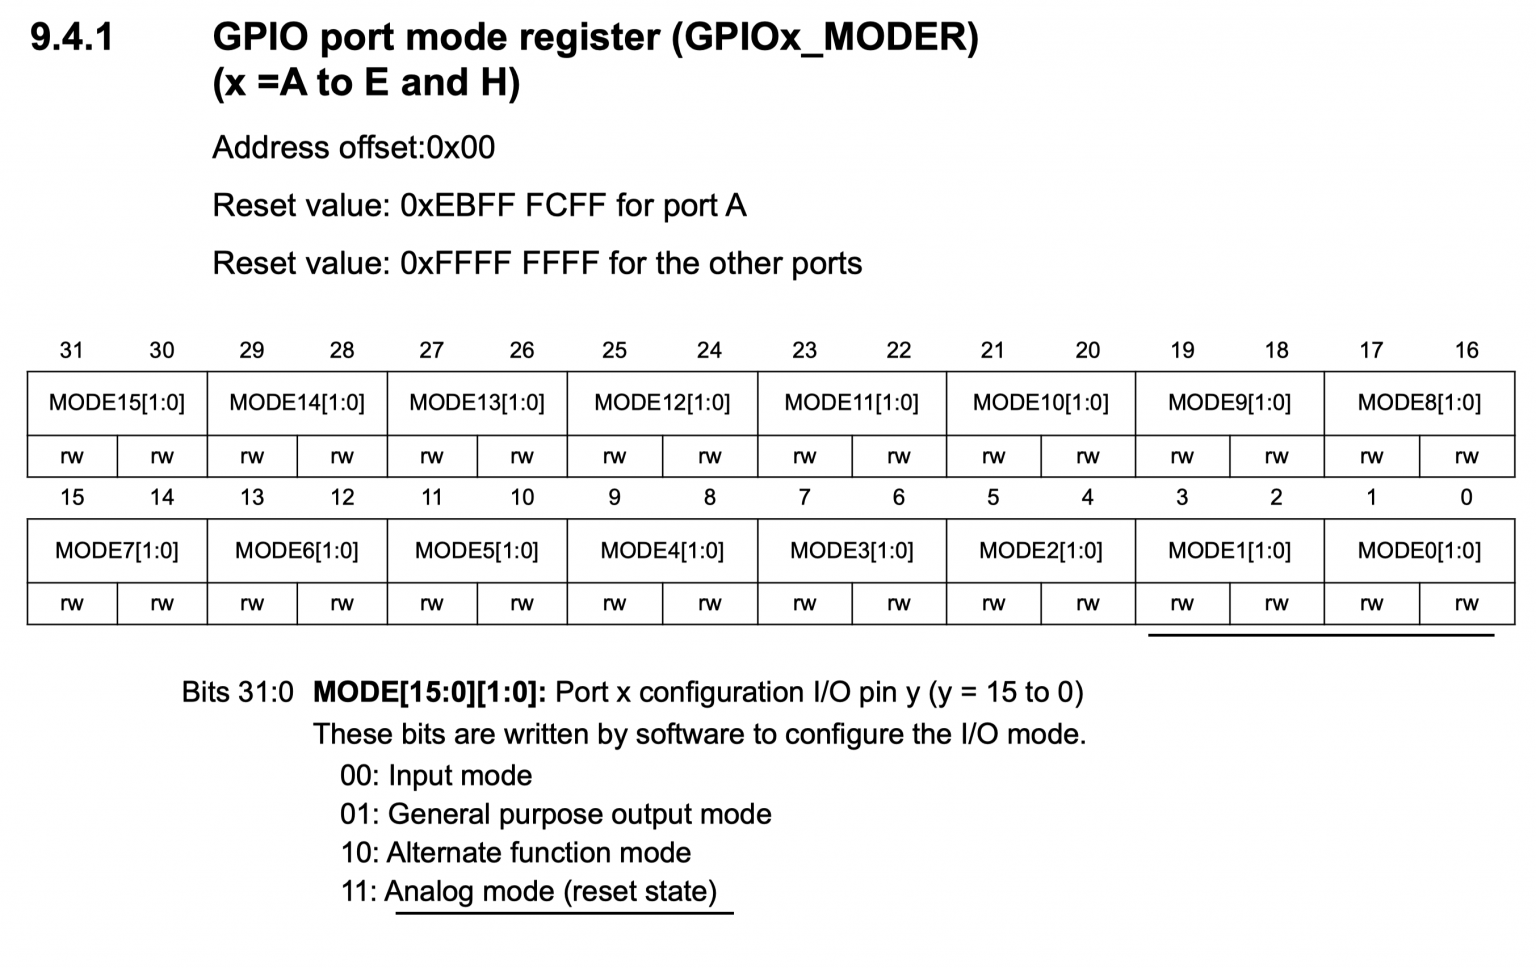 9.4.1 GPIO port mode register (GPIOx_MODER)
(x =A to E and H)
Address offset:0x00
Reset value: 0xEBFF FCFF for port A
Reset value: 0xFFFF FFFF for the other ports
31 30 29 28 27 26 25 24 23 22 21 20 19 18 17 16
MODE15[1:0] MODE14[1:0] MODE13[1:0] MODE12[1:0] MODE11[1:0] MODE10[1:0] MODE9[1:0] MODE8[1:0]
rw rw rw rw rw rw rw rw rw rw rw rw rw rw rw rw
15 14 13 12 11 10 9 8 7 6 5 4 3 2 1 0
MODE7[1:0] MODE6[1:0] MODE5[1:0] MODE4[1:0] MODE3[1:0] MODE2[1:0] MODE1[1:0] MODE0[1:0]
rw rw rw rw rw rw rw rw rw rw rw rw rw rw rw rw
Bits 31:0 MODE[15:0][1:0]: Port x configuration I/O pin y (y = 15 to 0)
These bits are written by software to configure the I/O mode.
00: Input mode
01: General purpose output mode
10: Alternate function mode
11: Analog mode (reset state)